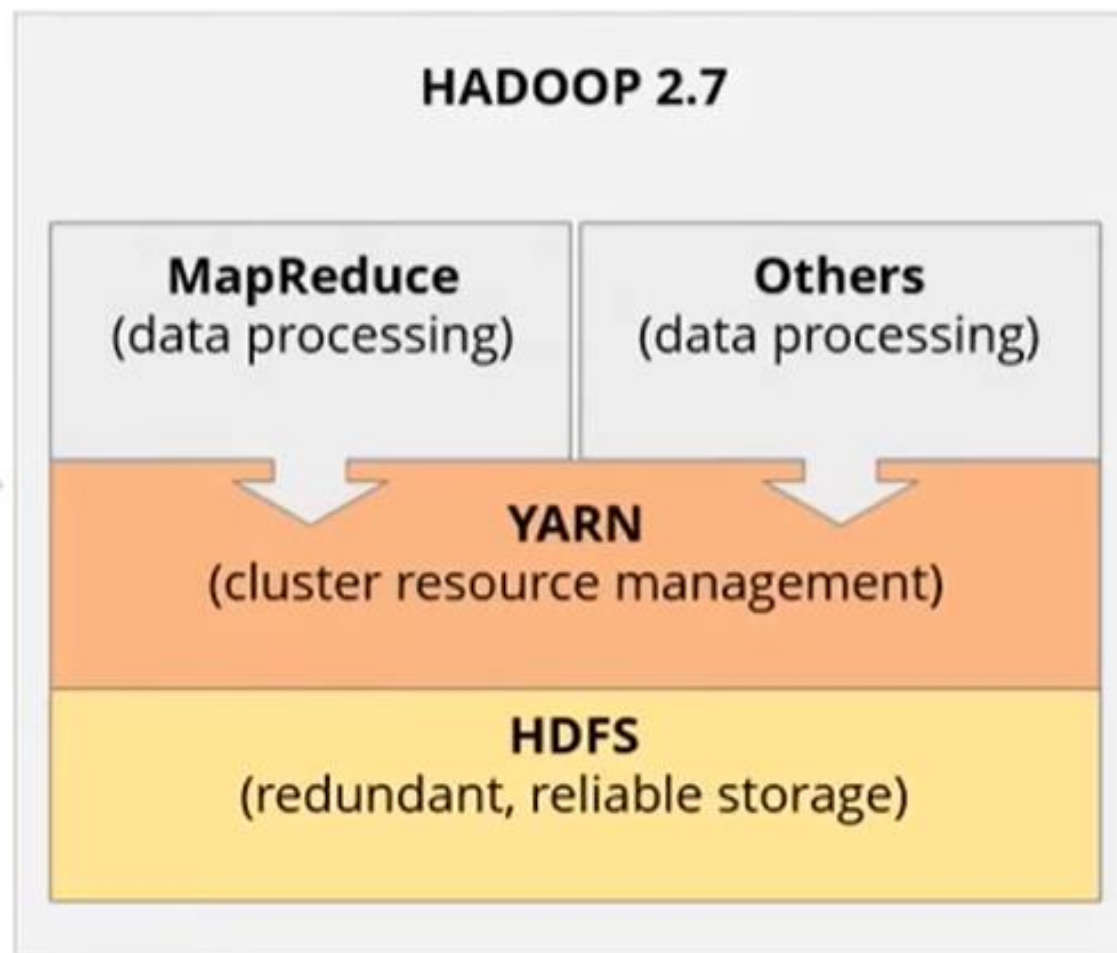 HADOOP 2.7
MapReduce
(data processing)
Others
(data processing)
YARN
(cluster resource management)
HDFS
(redundant, reliable storage)